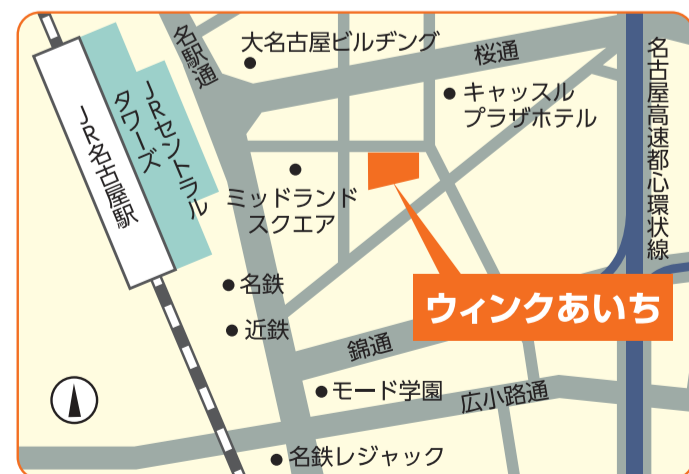 名駅通
大名古屋ビルヂング
桜通
名古屋高速都心環状線
キャッスル
プラザホテル
JRセントラル
タワーズ
JR名古屋駅
ミッドランド
スクエア
名鉄
ウィンクあいち
近鉄
錦通
モード学園
広小路通
名鉄レジャック